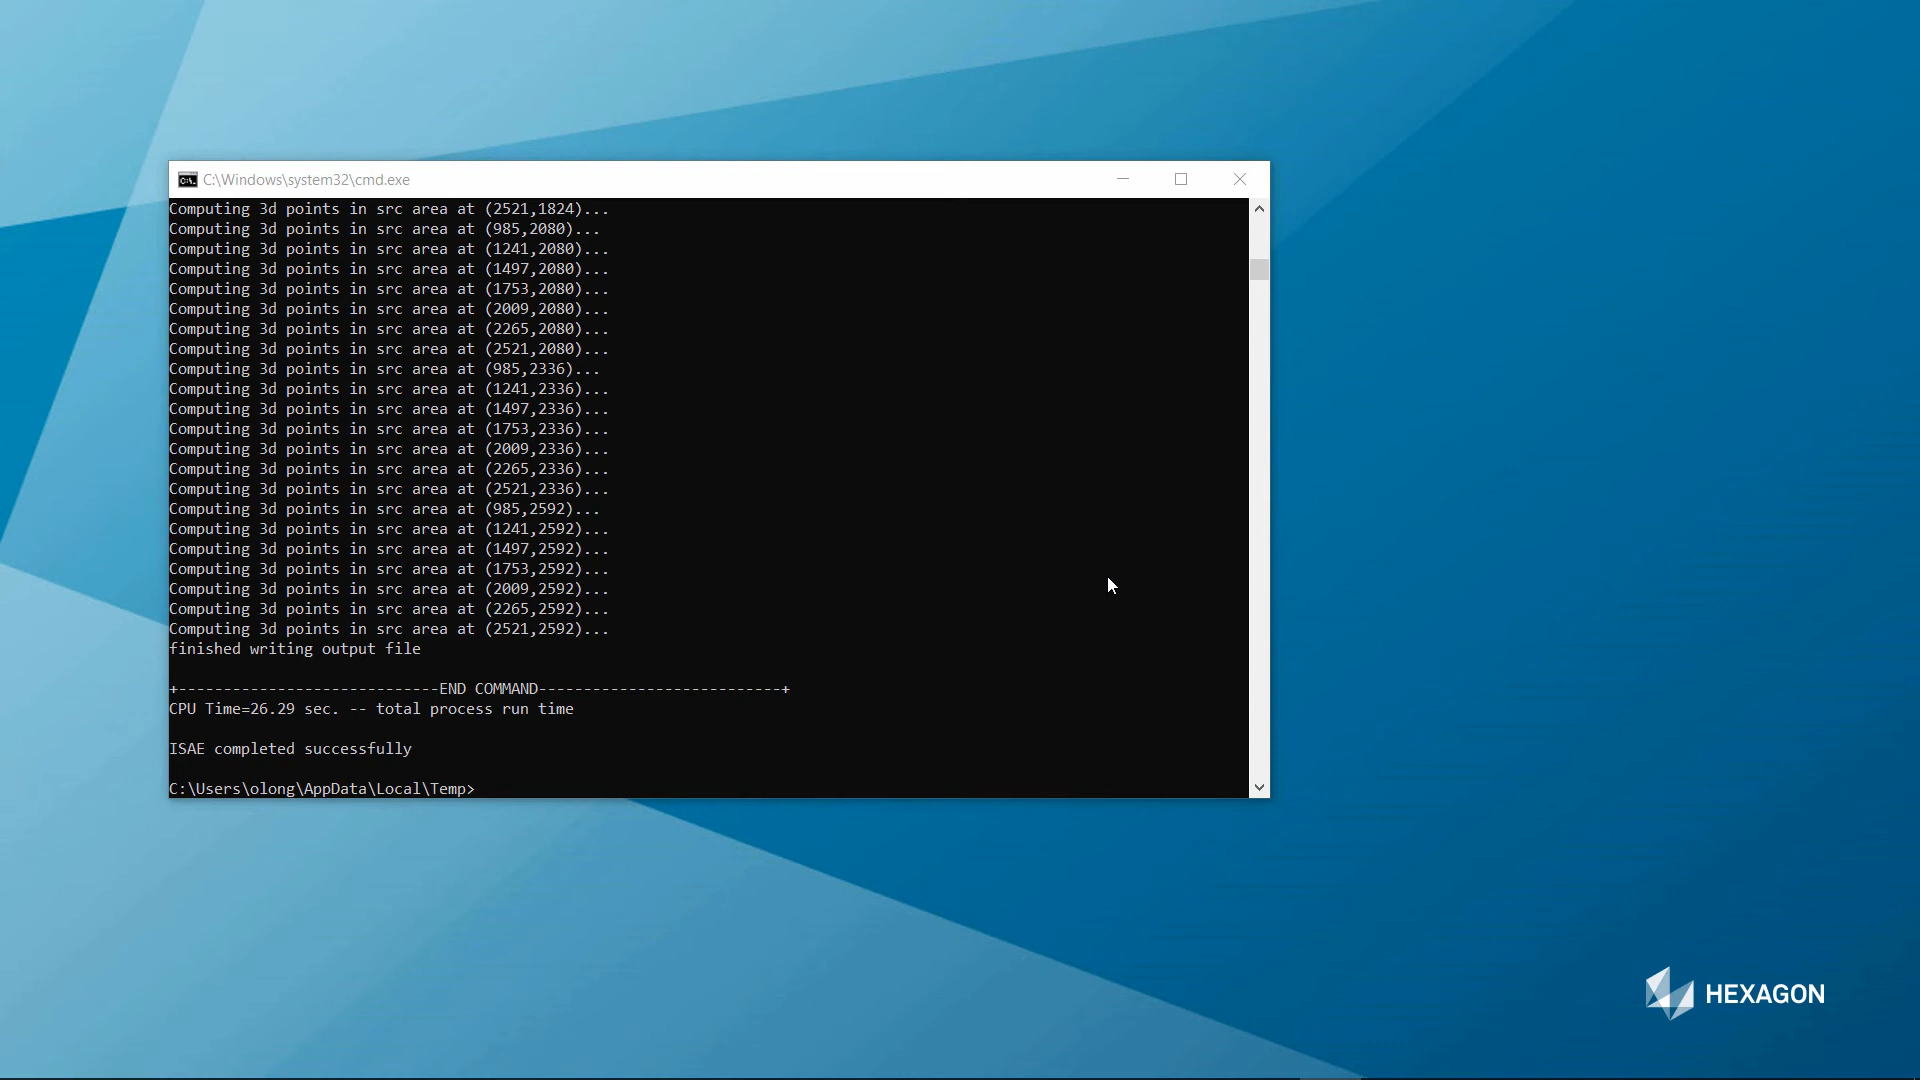 C:\Windows\system32\cmd.exe
Computing 3d points in src area at (2521,1824)...
Computing 3d points in src area at (985,2080)...
Computing 3d points in src area at (1241,2080)...
Computing 3d points in src area at (1497,2080)...
Computing 3d points in src area at (1753,2080)...
Computing 3d points in src area at (2009,2080)...
Computing 3d points in src area at (2265,2080)...
Computing 3d points in src area at (2521,2080)...
Computing 3d points in src area at (985,2336)...
Computing 3d points in src area at (1241,2336)...
Computing 3d points in src area at (1497,2336)...
Computing 3d points in src area at (1753,2336)...
Computing 3d points in src area at (2009,2336)...
Computing 3d points in src area at (2265,2336)...
Computing 3d points in src area at (2521,2336)...
Computing 3d points in src area at (985,2592)...
Computing 3d points in src area at (1241,2592)...
Computing 3d points in src area at (1497,2592)...
Computing 3d points in src area at (1753,2592)...
Computing 3d points in src area at (2009,2592)...
Computing 3d points in src area at (2265,2592)...
Computing 3d points in src area at (2521,2592)...
finished writing output file
+-----------------------------END COMMAND---------------------------+
CPU Time=26.29 sec. -- total process run time
ISAE completed successfully
C:\Users\olong\AppData\Local\Temp>
HEXAGON